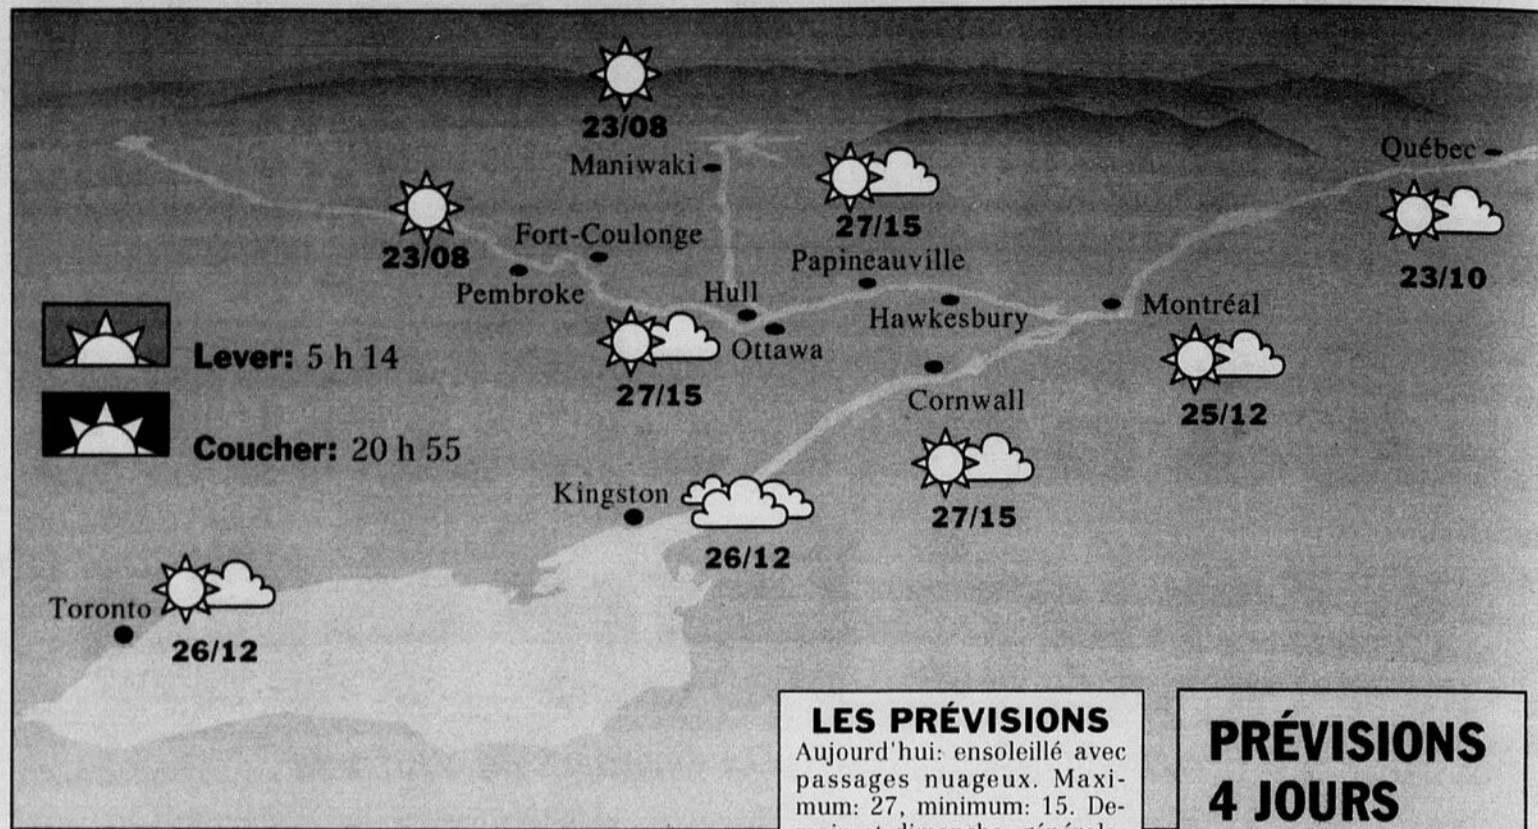 23/08
Maniwaki
Québec
27/15
23/10
23/08
Fort-Coulonge
Pembroke
Papineauville
Hull
Hawkesbury
Montréal
Ottawa
Lever: 5 h 14
27/15
Cornwall
25/12
Coucher: 20 h 55
Kingston
27/15
26/12
Toronto
26/12
LES PRÉVISIONS
Aujourd'hui: ensoleillé avec
passages nuageux. Maxi-
mum: 27, minimum: 15. De-
PRÉVISIONS
4 JOURS